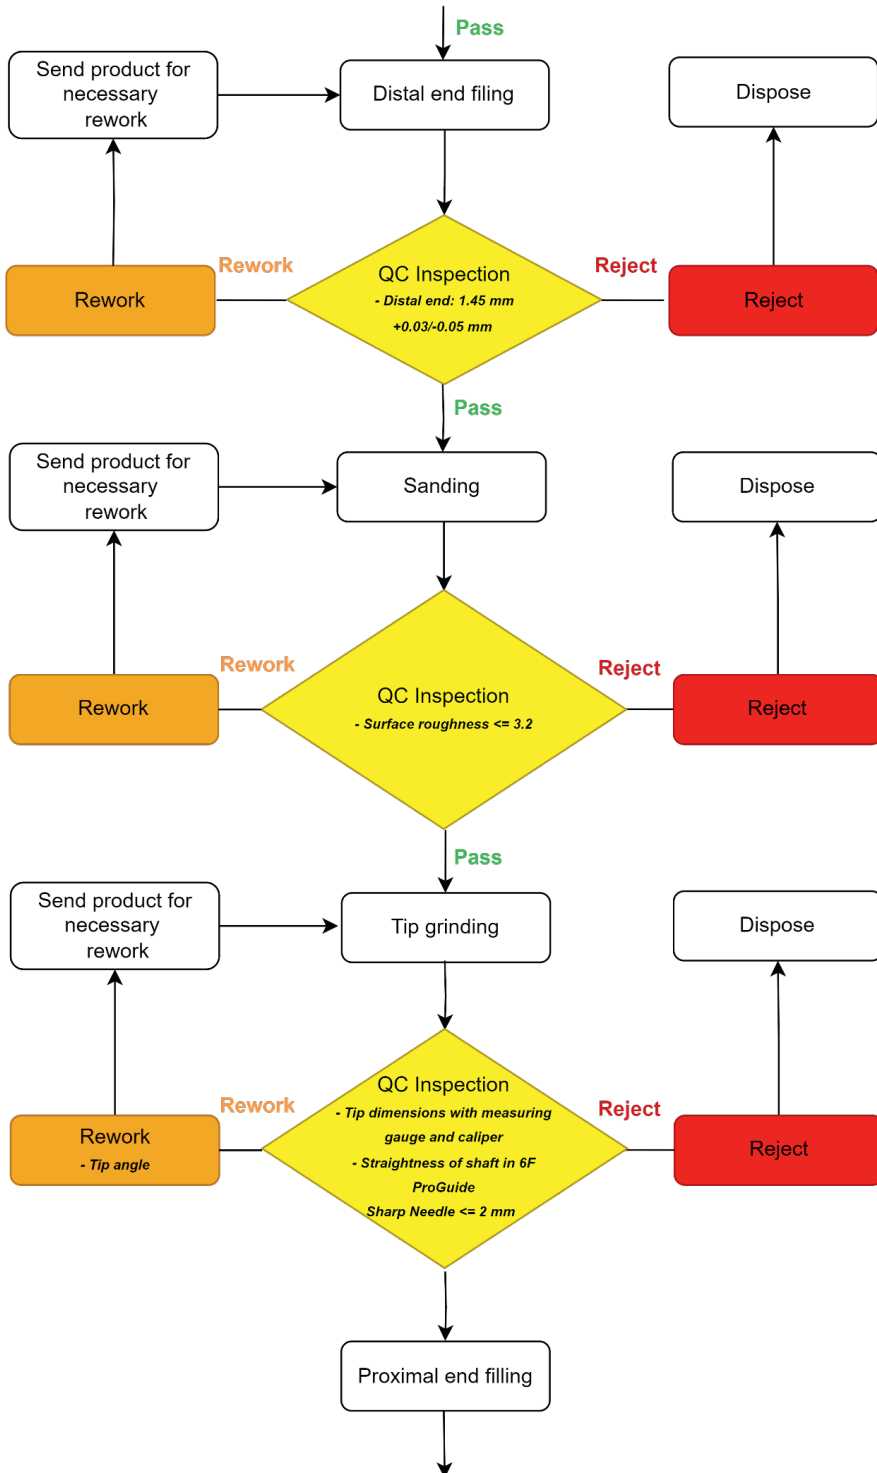 Pass
Send product for
necessary
rework
Distal end filing
Dispose
Rework
Rework
QC Inspection
- Distal end: 1.45 mm
+0.03/-0.05 mm
Reject
Reject
Pass
Send product for
necessary
rework
Sanding
Dispose
Rework
Rework
QC Inspection
- Surface roughness <= 3.2
Reject
Reject
Pass
Send product for
necessary
rework
Tip grinding
Dispose
Rework
- Tip angle
Rework
QC Inspection
- Tip dimensions with measuring
gauge and caliper
- Straightness of shaft in 6F
ProGuide
Sharp Needle <= 2 mm
Reject
Reject
Proximal end filling